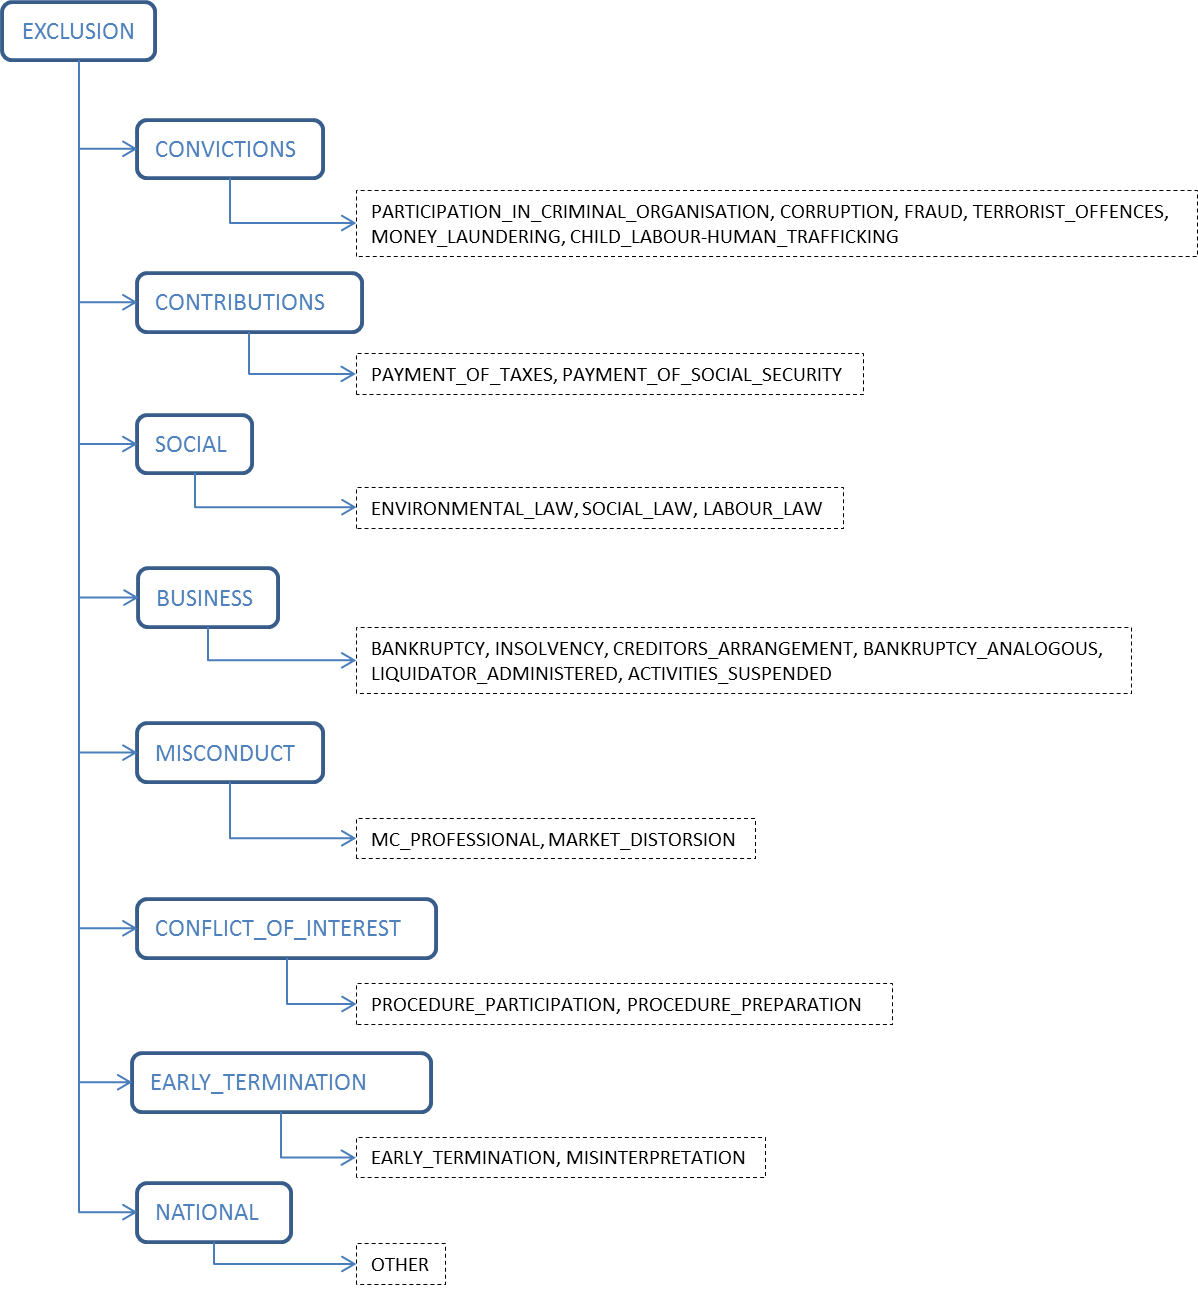 EXCLUSION
CONVICTIONS
PARTICIPATION_IN_CRIMINAL_ORGANISATION, CORRUPTION, FRAUD, TERRORIST_OFFENCES,
MONEY_LAUNDERING, CHILD_LABOUR-HUMAN_TRAFFICKING
CONTRIBUTIONS
PAYMENT_OF_TAXES, PAYMENT_OF_SOCIAL_SECURITY
SOCIAL
ENVIRONMENTAL_LAW, SOCIAL_LAW, LABOUR_LAW
BUSINESS
BANKRUPTCY, INSOLVENCY, CREDITORS_ARRANGEMENT, BANKRUPTCY_ANALOGOUS,
LIQUIDATOR_ADMINISTERED, ACTIVITIES_SUSPENDED
MISCONDUCT
MC_PROFESSIONAL, MARKET_DISTORSION
CONFLICT_OF_INTEREST
PROCEDURE_PARTICIPATION, PROCEDURE_PREPARATION
EARLY_TERMINATION
EARLY_TERMINATION, MISINTERPRETATION
NATIONAL
OTHER